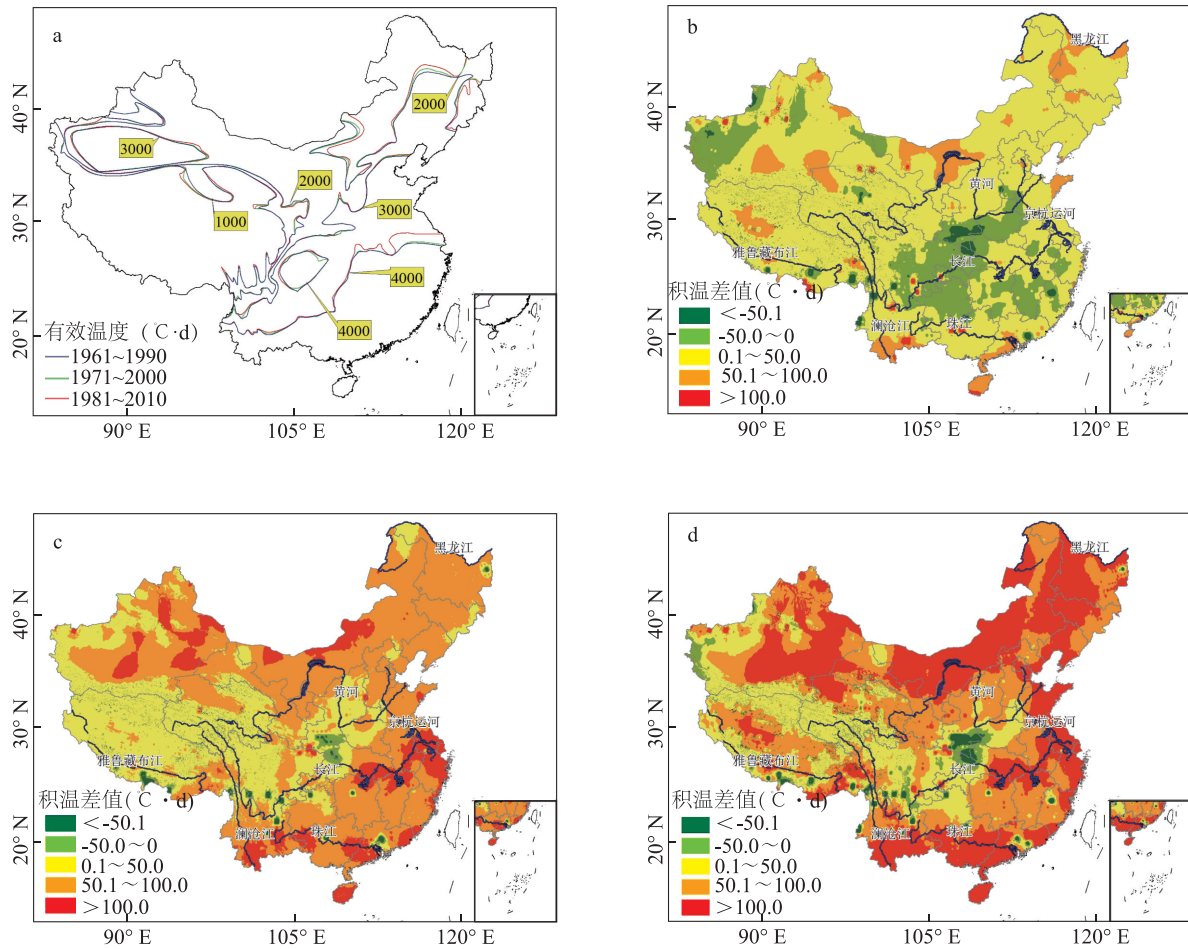 a
40° N
30° N
20° N
2000
3000
2000
1000
3000
4000
4000
有效温度 (C·d)
1961~1990
1971~2000
1981~2010
90° E
105° E
120° E
b
40° N
30° N
20° N
黑龙江
黄河
京杭运河
雅鲁藏布江
长江
澜沧江
珠江
积温差值(C·d)
<-50.1
-50.0~0
0.1~50.0
50.1~100.0
>100.0
90° E
105° E
120° E
c
40° N
30° N
20° N
黑龙江
黄河
京杭运河
雅鲁藏布江
长江
澜沧江
珠江
积温差值(C·d)
<-50.1
-50.0~0
0.1~50.0
50.1~100.0
>100.0
90° E
105° E
120° E
d
40° N
30° N
20° N
黑龙江
黄河
京杭运河
雅鲁藏布江
长江
澜沧江
珠江
积温差值(C·d)
<-50.1
-50.0~0
0.1~50.0
50.1~100.0
>100.0
90° E
105° E
120° E